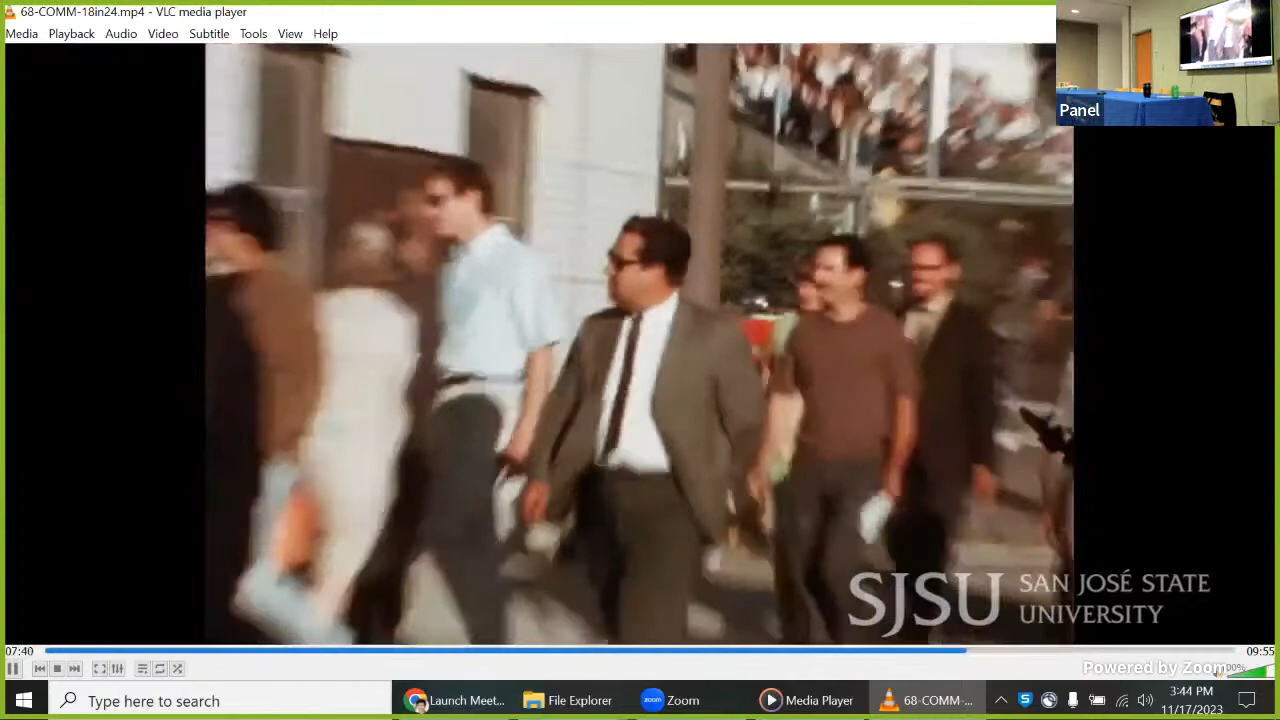 68-COMM-18in24.mp4 - VLC media player
Media Playback Audio Video Subtitle Tools View Help
Panel
SJSU SAN JOSÉ STATE
UNIVERSITY
07:40
09:55
Powered by Zoom
Type here to search
Launch Meet...
File Explorer
Zoom
Media Player
68-COMM-...
3:44 PM
11/17/2023